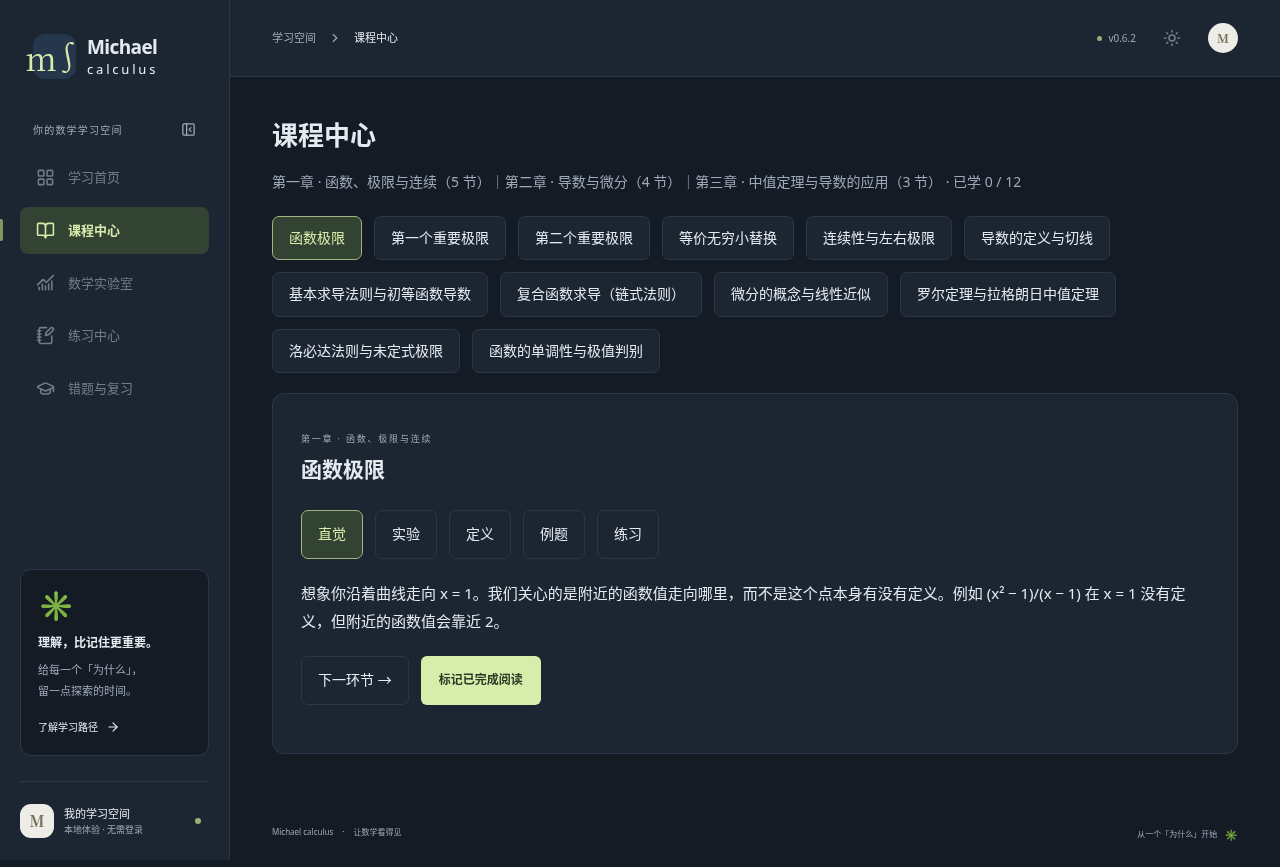 m∫
Michael
calculus
学习空间
课程中心
v0.6.2
M
你的数学学习空间
学习首页
课程中心
数学实验室
练习中心
错题与复习
理解，比记住更重要。
给每一个「为什么」，
留一点探索的时间。
了解学习路径 →
M
我的学习空间
本地体验 · 无需登录
课程中心
第一章 · 函数、极限与连续（5 节）｜第二章 · 导数与微分（4 节）｜第三章 · 中值定理与导数的应用（3 节） · 已学 0 / 12
函数极限 第一个重要极限 第二个重要极限 等价无穷小替换 连续性与左右极限 导数的定义与切线
基本求导法则与初等函数导数 复合函数求导（链式法则） 微分的概念与线性近似 罗尔定理与拉格朗日中值定理
洛必达法则与未定式极限 函数的单调性与极值判别
第一章 · 函数、极限与连续
函数极限
直觉 实验 定义 例题 练习
想象你沿着曲线走向 x = 1。我们关心的是附近的函数值走向哪里，而不是这个点本身有没有定义。例如 (x² − 1)/(x − 1) 在 x = 1 没有定
义，但附近的函数值会靠近 2。
下一环节 → 标记已完成阅读
Michael calculus · 让数学看得见
从一个「为什么」开始